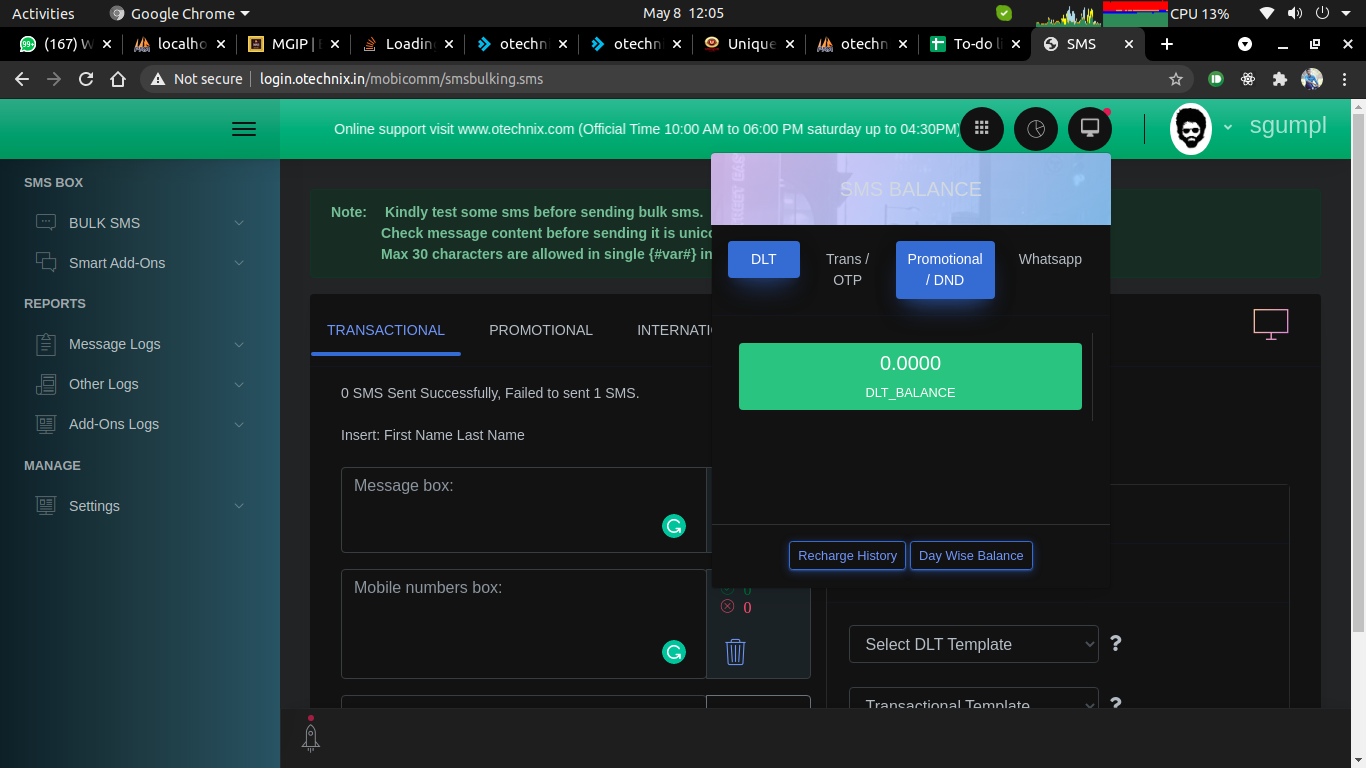 Activities
Google Chrome
May 8 12:05
CPU 13%
(167) W
localho
MGIP | E
Loading
otechnix
otechni
Unique
otechn
To-do li
SMS
Not secure
login.otechnix.in/mobicomm/smsbulking.sms
Online support visit www.otechnix.com (Official Time 10:00 AM to 06:00 PM saturday up to 04:30PM)
sgumpl
SMS BOX
BULK SMS
Smart Add-Ons
REPORTS
Message Logs
Other Logs
Add-Ons Logs
MANAGE
Settings
Note: Kindly test some sms before sending bulk sms.
Check message content before sending it is unico
Max 30 characters are allowed in single {#var#} in
TRANSACTIONAL
PROMOTIONAL
INTERNATIO
0 SMS Sent Successfully, Failed to sent 1 SMS.
Insert: First Name Last Name
Message box:
Mobile numbers box:
0
0
SMS BALANCE
DLT
Trans /
OTP
Promotional
/ DND
Whatsapp
0.0000
DLT_BALANCE
Recharge History
Day Wise Balance
Select DLT Template
?
Transactional Template
?